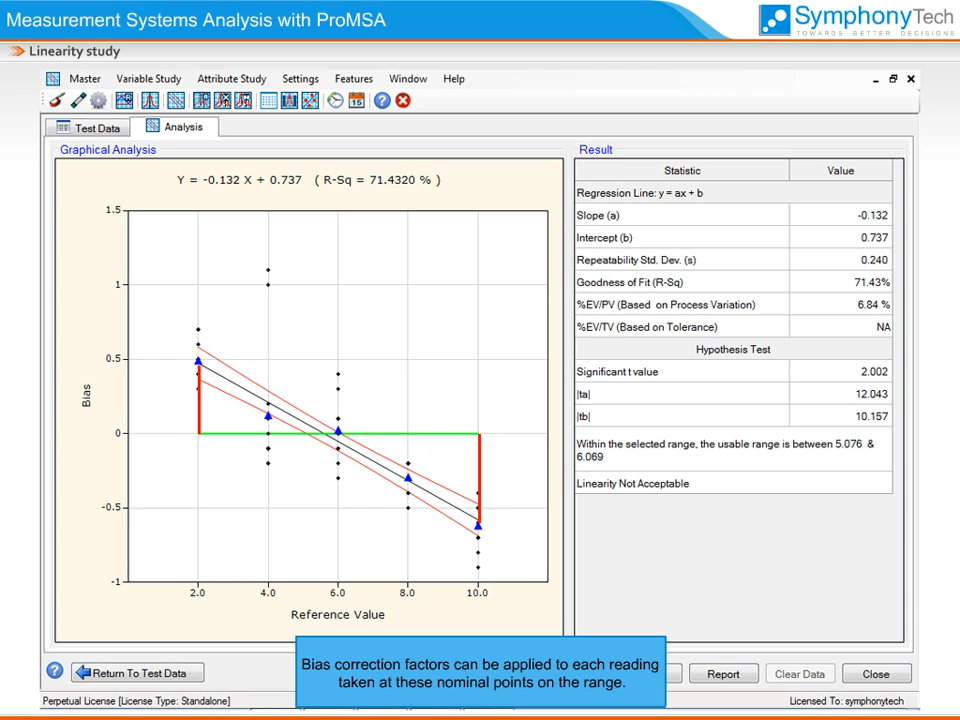 Measurement Systems Analysis with ProMSA
SymphonyTech
TOWARDS BETTER DECISIONS
Linearity study
Master Variable Study Attribute Study Settings Features Window Help
15
Test Data Analysis
Graphical Analysis
Y = -0.132 X + 0.737 ( R-Sq = 71.4320 % )
1.5
1
0.5
0
-0.5
-1
Bias
2.0 4.0 6.0 8.0 10.0
Reference Value
Result
Statistic Value
Regression Line: y = ax + b
Slope (a) -0.132
Intercept (b) 0.737
Repeatability Std. Dev. (s) 0.240
Goodness of Fit (R-Sq) 71.43%
%EV/PV (Based on Process Variation) 6.84 %
%EV/TV (Based on Tolerance) NA
Hypothesis Test
Significant t value 2.002
|ta| 12.043
|tb| 10.157
Within the selected range, the usable range is between 5.076 &
6.069
Linearity Not Acceptable
Return To Test Data
Bias correction factors can be applied to each reading
taken at these nominal points on the range.
Report Clear Data Close
Perpetual License [License Type: Standalone] Licensed To: symphonytech